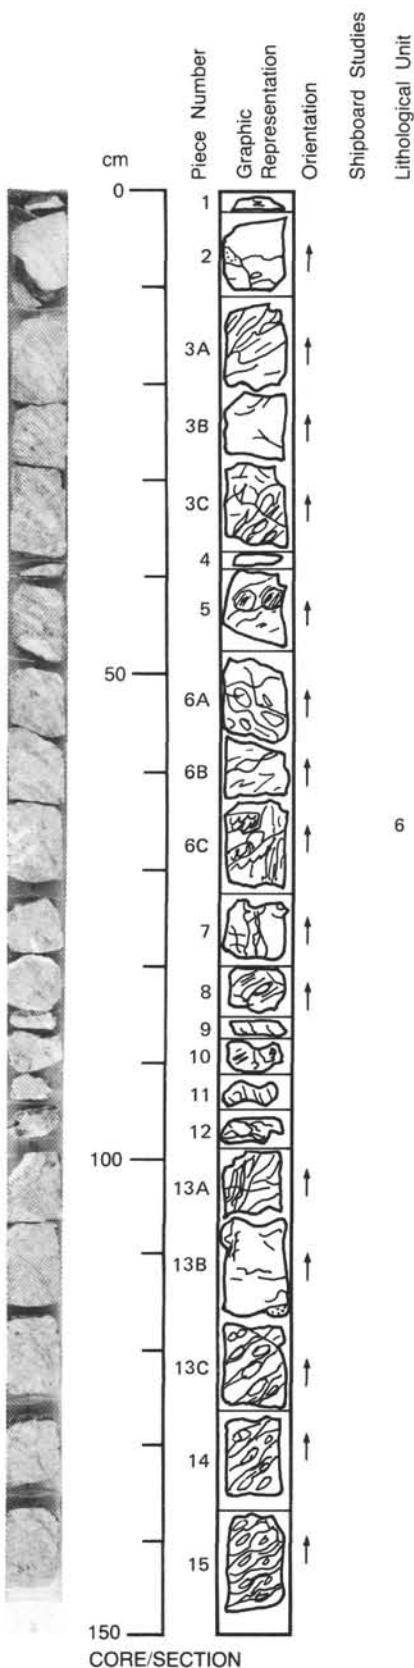 cm
Piece Number
Graphic
Representation
Orientation
Shipboard Studies
Lithological Unit
0
1
2
3A
3B
3C
4
5
50
6A
6B
6C
6
7
8
9
10
11
12
100
13A
13B
13C
14
15
150
CORE/SECTION